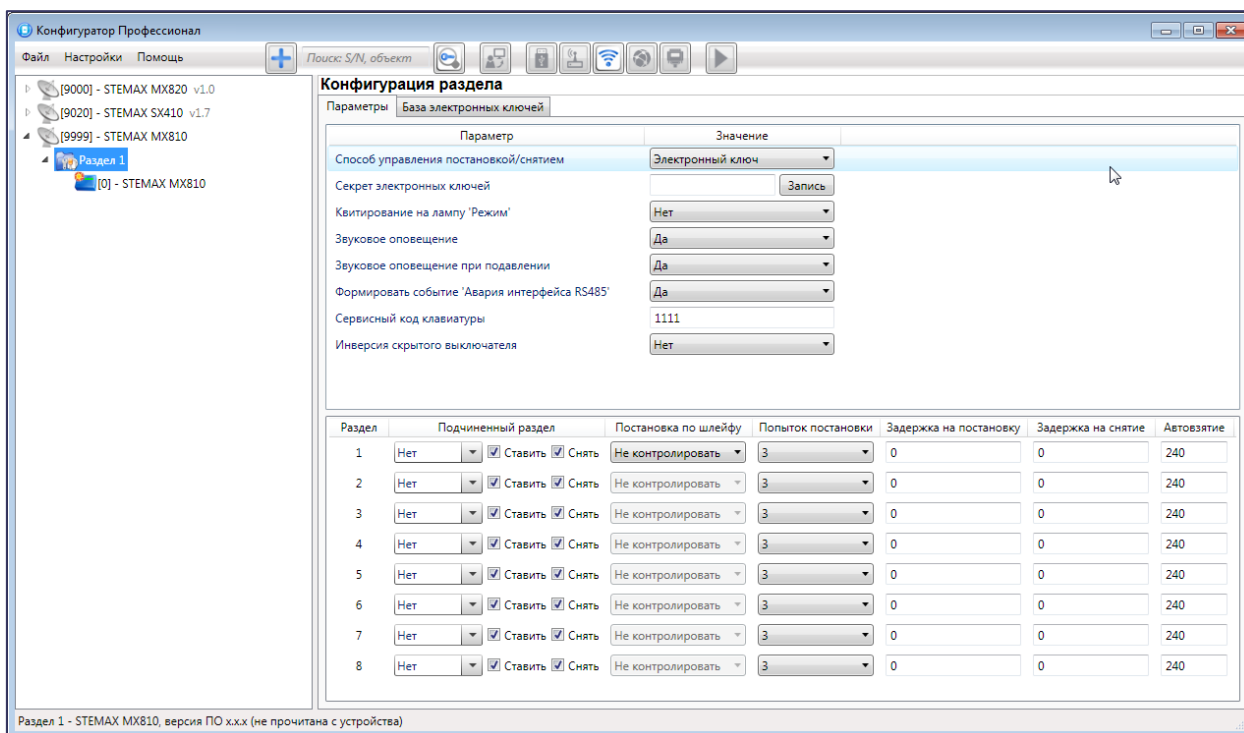 Конфигуратор Профессионал
Файл Настройки Помощь Поиск: S/N, объект
[9000] - STEMAX MX820 v1.0
[9020] - STEMAX SX410 v1.7
[9999] - STEMAX MX810
Раздел 1
[0] - STEMAX MX810
Конфигурация раздела
Параметры База электронных ключей
Параметр Значение
Способ управления постановкой/снятием Электронный ключ
Секрет электронных ключей Запись
Квитирование на лампу 'Режим' Нет
Звуковое оповещение Да
Звуковое оповещение при подавлении Да
Формировать событие 'Авария интерфейса RS485' Да
Сервисный код клавиатуры 1111
Инверсия скрытого выключателя Нет
Раздел Подчиненный раздел Постановка по шлейфу Попыток постановки Задержка на постановку Задержка на снятие Автовзятие
1 Нет Ставить Снять Не контролировать 3 0 0 240
2 Нет Ставить Снять Не контролировать 3 0 0 240
3 Нет Ставить Снять Не контролировать 3 0 0 240
4 Нет Ставить Снять Не контролировать 3 0 0 240
5 Нет Ставить Снять Не контролировать 3 0 0 240
6 Нет Ставить Снять Не контролировать 3 0 0 240
7 Нет Ставить Снять Не контролировать 3 0 0 240
8 Нет Ставить Снять Не контролировать 3 0 0 240
Раздел 1 - STEMAX MX810, версия ПО x.x.x (не прочитана с устройства)